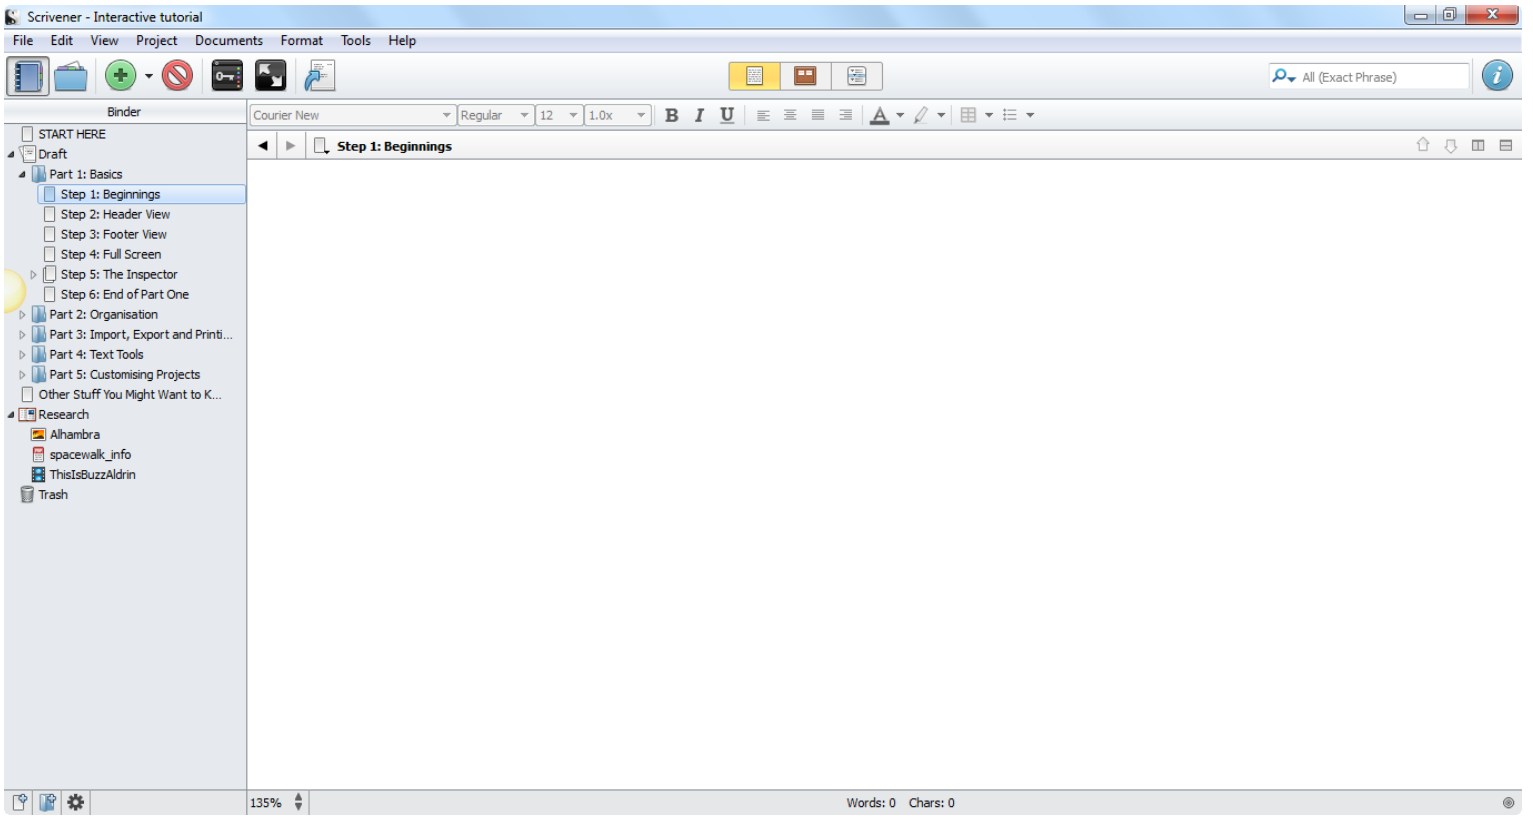 Scrivener - Interactive tutorial
File Edit View Project Documents Format Tools Help
All (Exact Phrase)
Binder
Courier New Regular 12 1.0x B I U A
START HERE
Step 1: Beginnings
Draft
Part 1: Basics
Step 1: Beginnings
Step 2: Header View
Step 3: Footer View
Step 4: Full Screen
Step 5: The Inspector
Step 6: End of Part One
Part 2: Organisation
Part 3: Import, Export and Printi...
Part 4: Text Tools
Part 5: Customising Projects
Other Stuff You Might Want to K...
Research
Alhambra
spacewalk_info
ThisIsBuzzAldrin
Trash
135%
Words: 0 Chars: 0